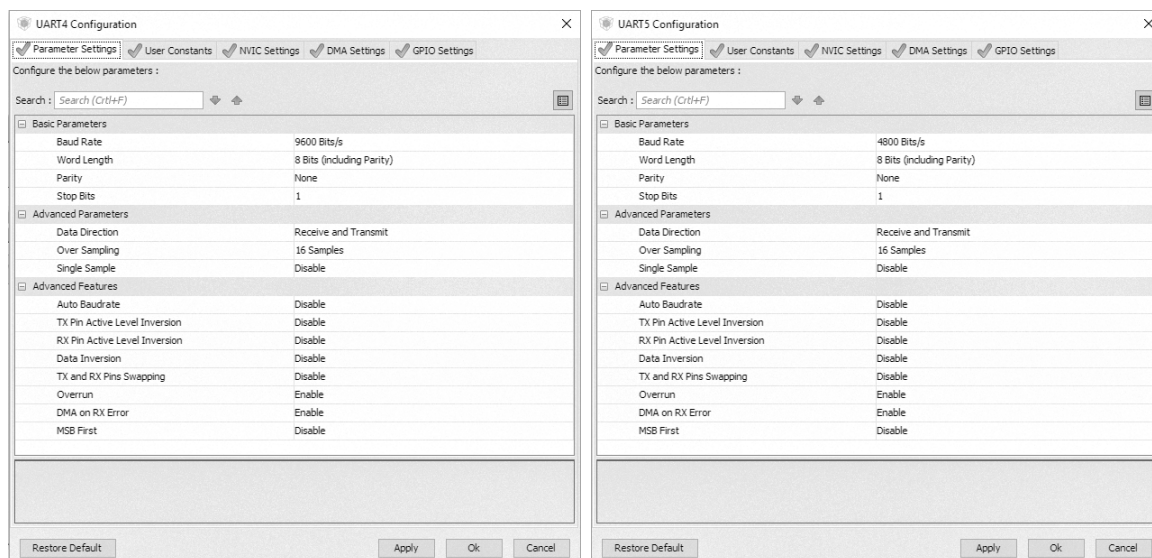 UART4 Configuration
Parameter Settings User Constants NVIC Settings DMA Settings GPIO Settings
Configure the below parameters :
Search : Search (Crtl+F)
Basic Parameters
Baud Rate 9600 Bits/s
Word Length 8 Bits (including Parity)
Parity None
Stop Bits 1
Advanced Parameters
Data Direction Receive and Transmit
Over Sampling 16 Samples
Single Sample Disable
Advanced Features
Auto Baudrate Disable
TX Pin Active Level Inversion Disable
RX Pin Active Level Inversion Disable
Data Inversion Disable
TX and RX Pins Swapping Disable
Overrun Enable
DMA on RX Error Enable
MSB First Disable
Restore Default Apply Ok Cancel
UART5 Configuration
Parameter Settings User Constants NVIC Settings DMA Settings GPIO Settings
Configure the below parameters :
Search : Search (Crtl+F)
Basic Parameters
Baud Rate 4800 Bits/s
Word Length 8 Bits (including Parity)
Parity None
Stop Bits 1
Advanced Parameters
Data Direction Receive and Transmit
Over Sampling 16 Samples
Single Sample Disable
Advanced Features
Auto Baudrate Disable
TX Pin Active Level Inversion Disable
RX Pin Active Level Inversion Disable
Data Inversion Disable
TX and RX Pins Swapping Disable
Overrun Enable
DMA on RX Error Enable
MSB First Disable
Restore Default Apply Ok Cancel